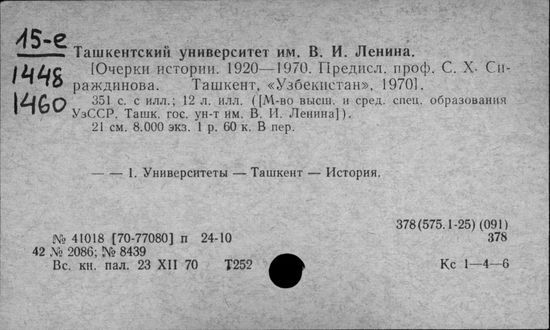 15-е
1448
1460
Ташкентский университет им. В. И. Ленина.
[Очерки истории. 1920—1970. Предисл. проф. С. Х. Си-
раждинова. Ташкент, «Узбекистан», 1970].
351 с. с илл.; 12 л. илл. ([М-во высш. и сред. спец. образования
УзССР. Ташк. гос. ун-т им. В. И. Ленина]).
21 см. 8.000 экз. 1 р. 60 к. В пер.
— — 1. Университеты — Ташкент — История.
378(575.1-25) (091)
№ 41018 [70-77080] п 24-10 378
42 № 2086; № 8439
Вс. кн. пал. 23 XII 70 Т252 Кс 1—4—6